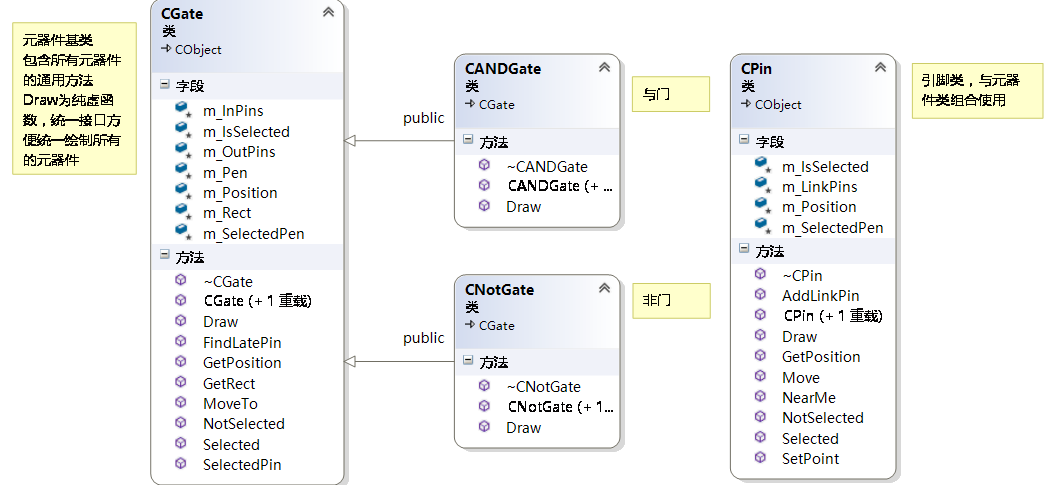 元器件基类
包含所有元器件
的通用方法
Draw为纯虚函
数，统一接口方
便统一绘制所有
的元器件
CGate
类
CObject
字段
m_InPins
m_IsSelected
m_OutPins
m_Pen
m_Position
m_Rect
m_SelectedPen
方法
~CGate
CGate (+ 1 重载)
Draw
FindLatePin
GetPosition
GetRect
MoveTo
NotSelected
Selected
SelectedPin
public
public
CANDGate
类
CGate
方法
~CANDGate
CANDGate (+ ...
Draw
与门
CNotGate
类
CGate
方法
~CNotGate
CNotGate (+ 1...
Draw
非门
CPin
类
CObject
字段
m_IsSelected
m_LinkPins
m_Position
m_SelectedPen
方法
~CPin
AddLinkPin
CPin (+ 1 重载)
Draw
GetPosition
Move
NearMe
NotSelected
Selected
SetPoint
引脚类，与元器
件类组合使用